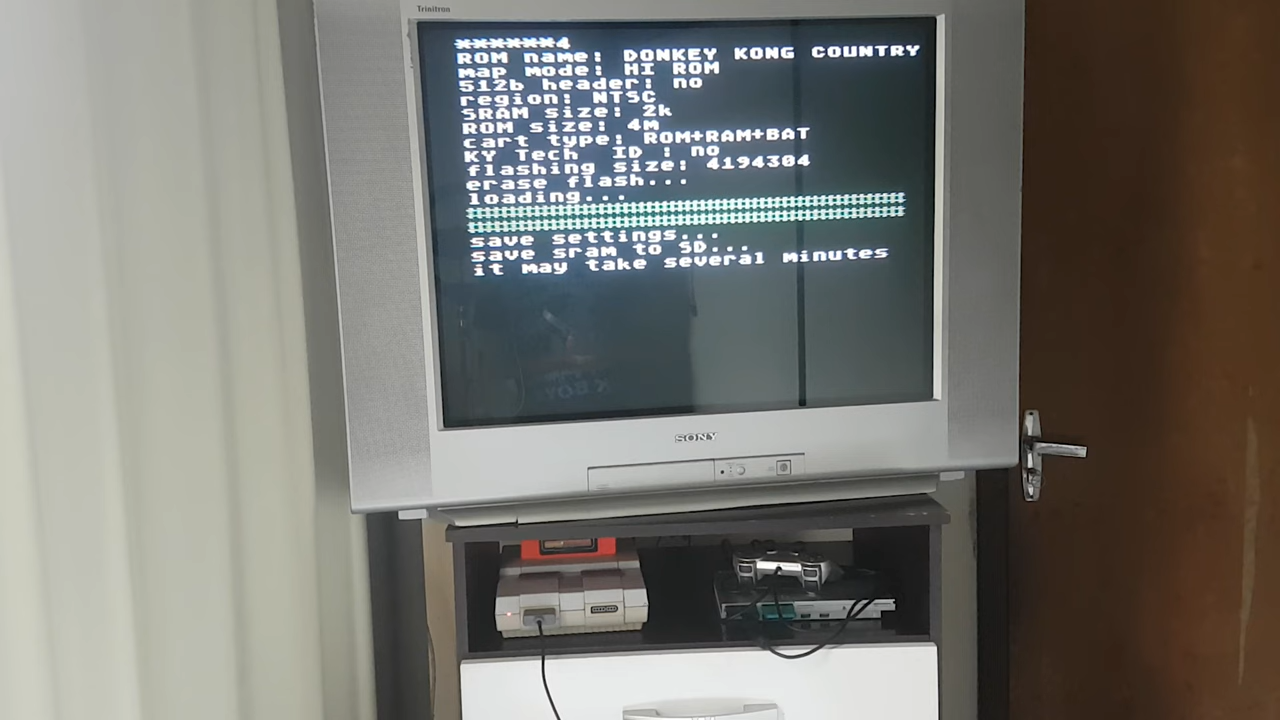 Trinitron
******4
ROM name: DONKEY KONG COUNTRY
map mode: HI ROM
512b header: no
region: NTSC
SRAM size: 2k
ROM size: 4m
cart type: ROM+RAM+BAT
KY Tech ID : no
flashing size: 4194304
erase flash...
loading...
save settings...
save sram to SD...
it may take several minutes
SONY